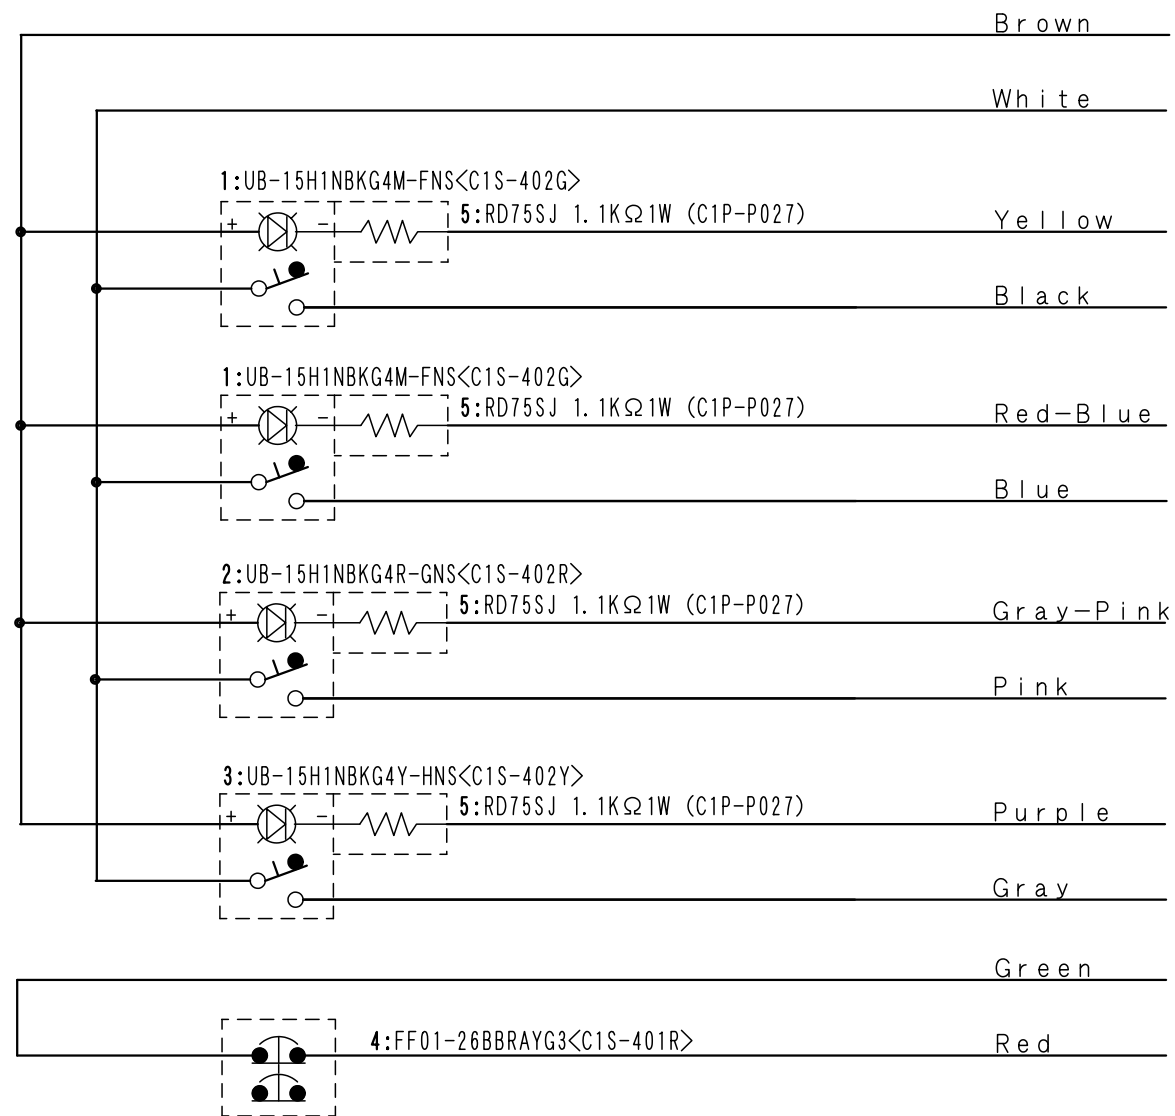 Brown
White
1:UB-15H1NBKG4M-FNS<C1S-402G>
+ -
5:RD75SJ 1.1KΩ1W (C1P-P027)
Yellow
Black
1:UB-15H1NBKG4M-FNS<C1S-402G>
+ -
5:RD75SJ 1.1KΩ1W (C1P-P027)
Red-Blue
Blue
2:UB-15H1NBKG4R-GNS<C1S-402R>
+ -
5:RD75SJ 1.1KΩ1W (C1P-P027)
Gray-Pink
Pink
3:UB-15H1NBKG4Y-HNS<C1S-402Y>
+ -
5:RD75SJ 1.1KΩ1W (C1P-P027)
Purple
Gray
Green
4:FF01-26BBRAYG3<C1S-401R>
Red